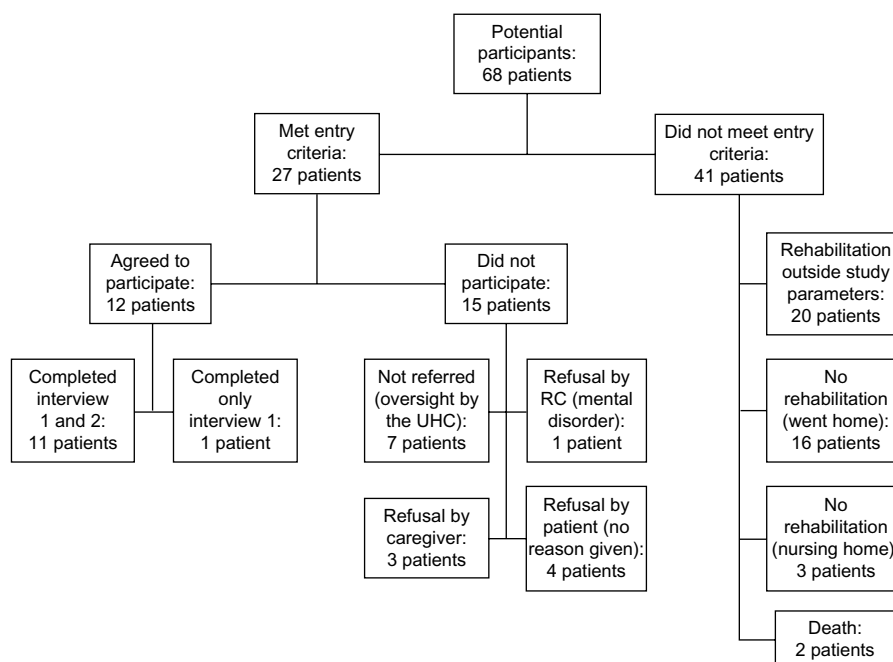 Potential
participants:
68 patients
Met entry
criteria:
27 patients
Did not meet entry
criteria:
41 patients
Agreed to
participate:
12 patients
Did not
participate:
15 patients
Rehabilitation
outside study
parameters:
20 patients
Completed
interview
1 and 2:
11 patients
Completed
only
interview 1:
1 patient
Not referred
(oversight by
the UHC):
7 patients
Refusal by
RC (mental
disorder):
1 patient
No
rehabilitation
(went home):
16 patients
Refusal by
caregiver:
3 patients
Refusal by
patient (no
reason given):
4 patients
No
rehabilitation
(nursing home)
3 patients
Death:
2 patients